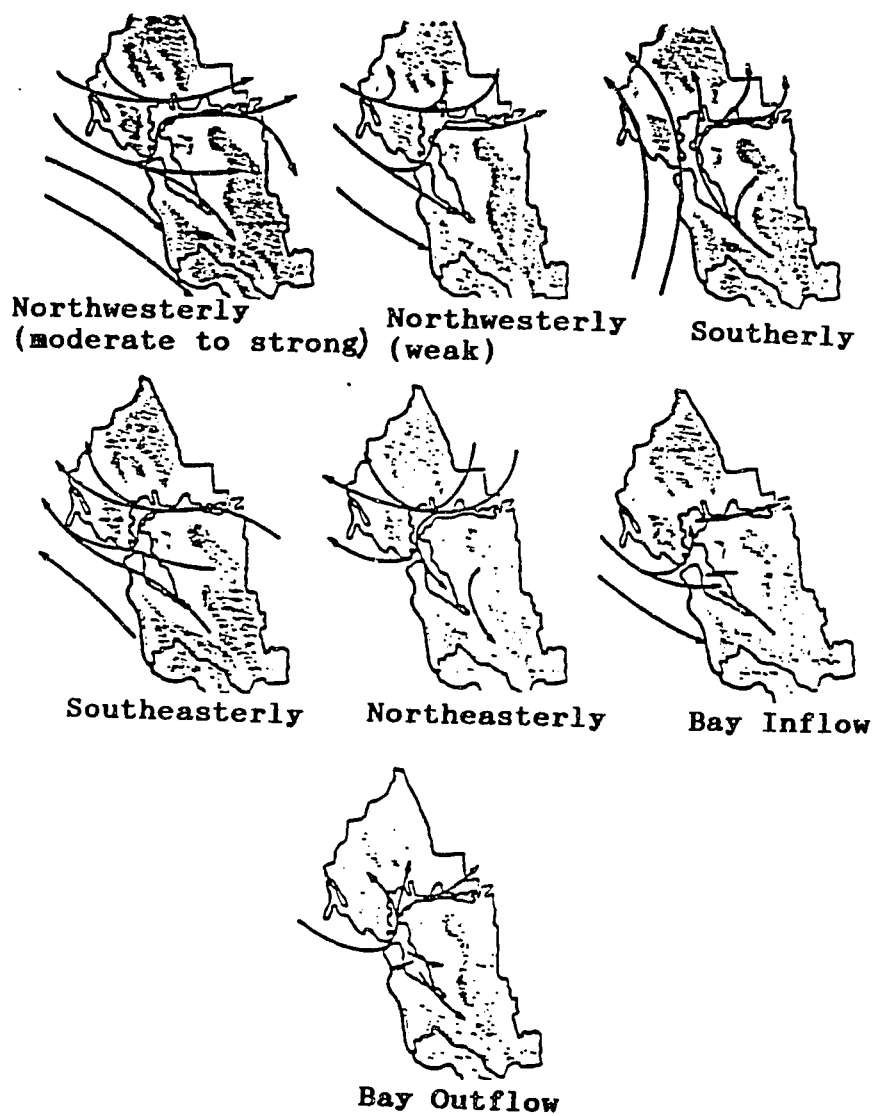 Northwesterly
(moderate to strong)
Northwesterly
(weak)
Southerly
Southeasterly
Northeasterly
Bay Inflow
Bay Outflow